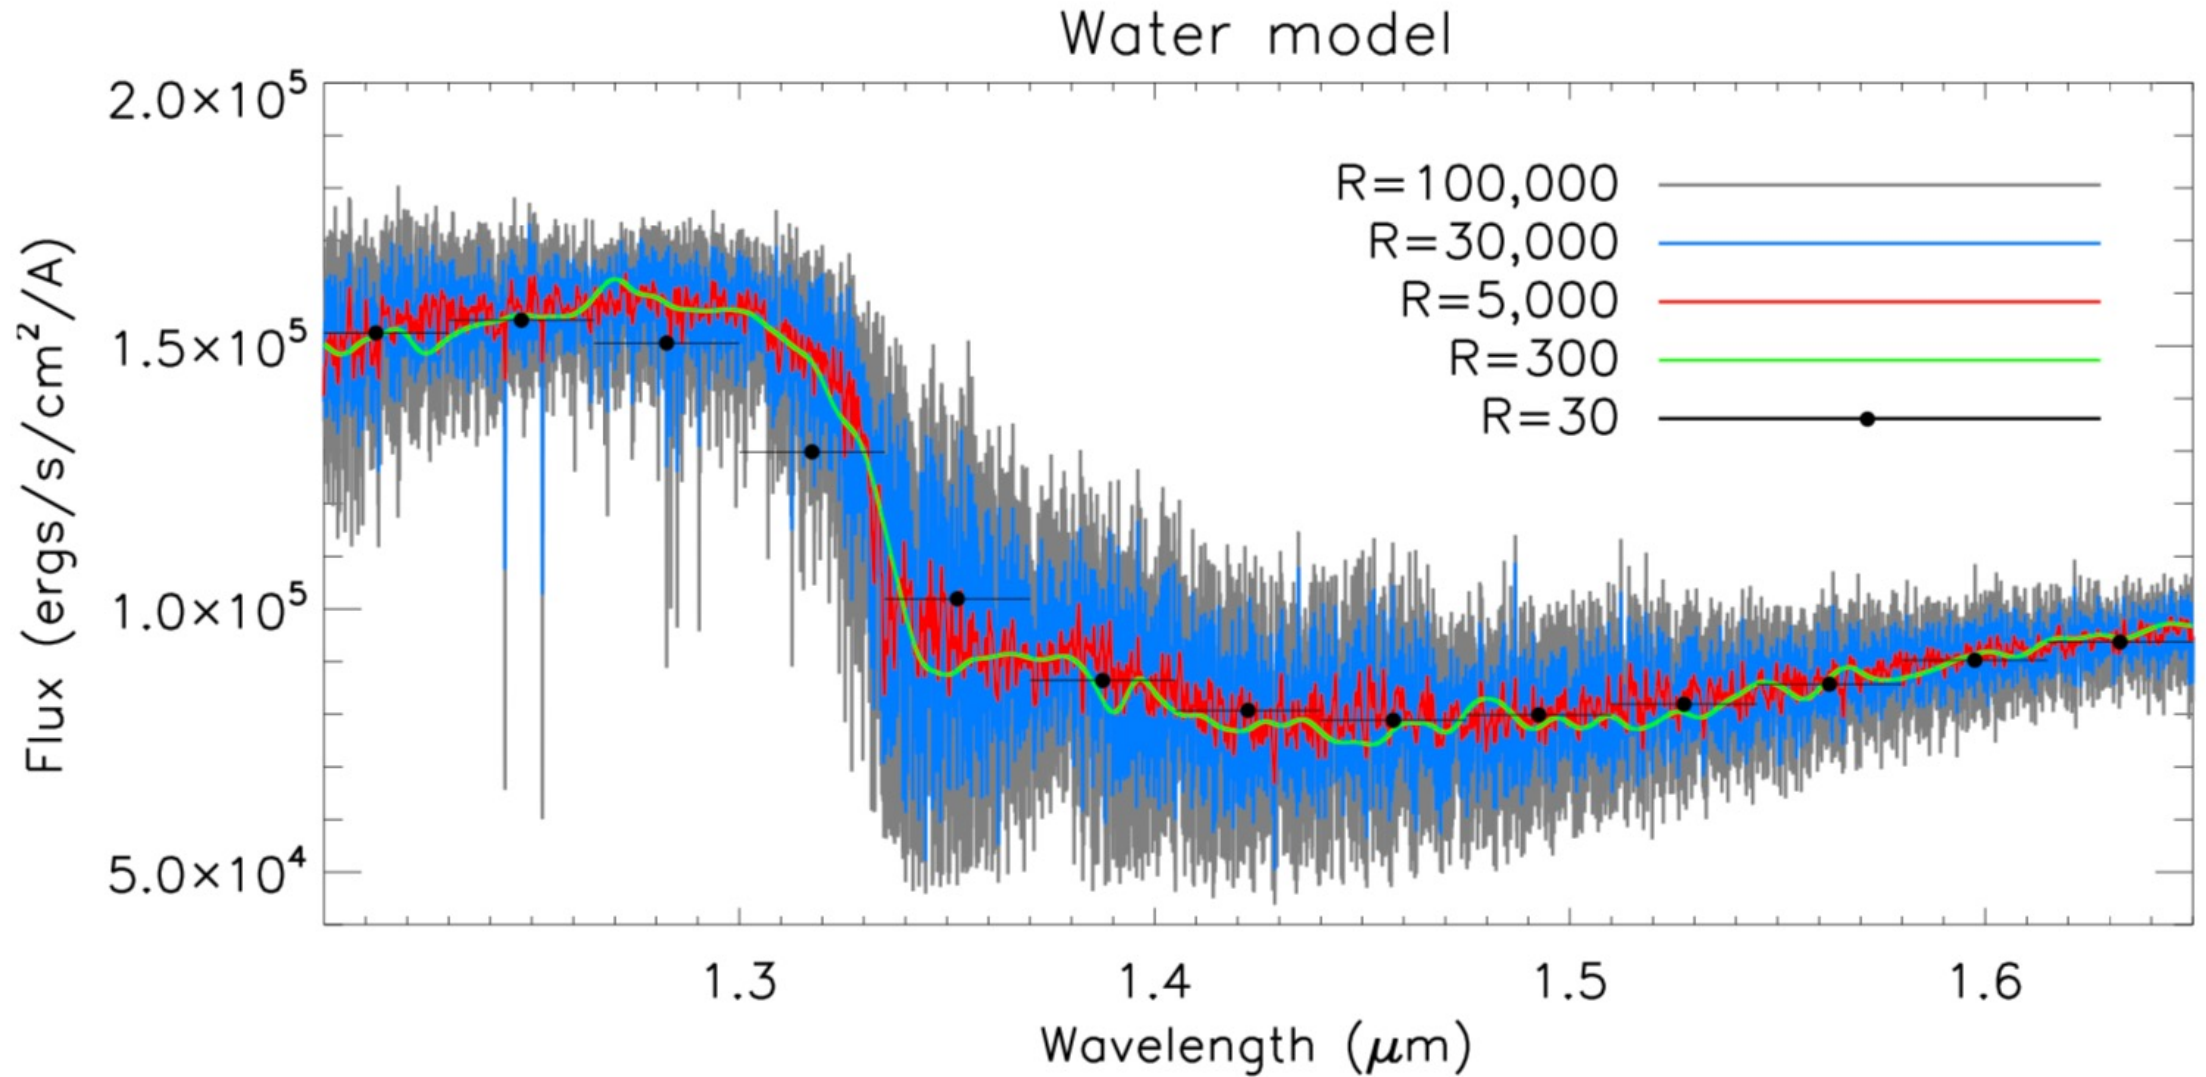 Water model
2.0×10⁵
1.5×10⁵
1.0×10⁵
5.0×10⁴
Flux (ergs/s/cm²/A)
R=100,000
R=30,000
R=5,000
R=300
R=30
1.3 1.4 1.5 1.6
Wavelength (μm)